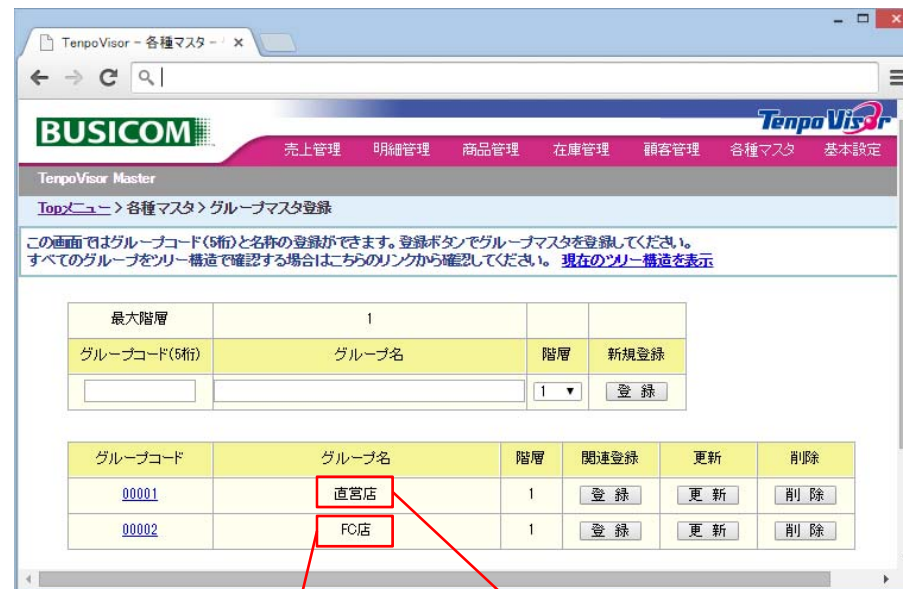 TenpoVisor - 各種マスタ -
BUSICOM
TenpoVisor
売上管理 明細管理 商品管理 在庫管理 顧客管理 各種マスタ 基本設定
TenpoVisor Master
Topメニュー > 各種マスタ > グループマスタ登録
この画面ではグループコード(5桁)と名称の登録ができます。登録ボタンでグループマスタを登録してください。
すべてのグループをツリー構造で確認する場合はこちらのリンクから確認してください。 現在のツリー構造を表示
最大階層 1
グループコード(5桁) グループ名 階層 新規登録
1 登 録
グループコード グループ名 階層 関連登録 更新 削除
00001 直営店 1 登 録 更 新 削 除
00002 FC店 1 登 録 更 新 削 除